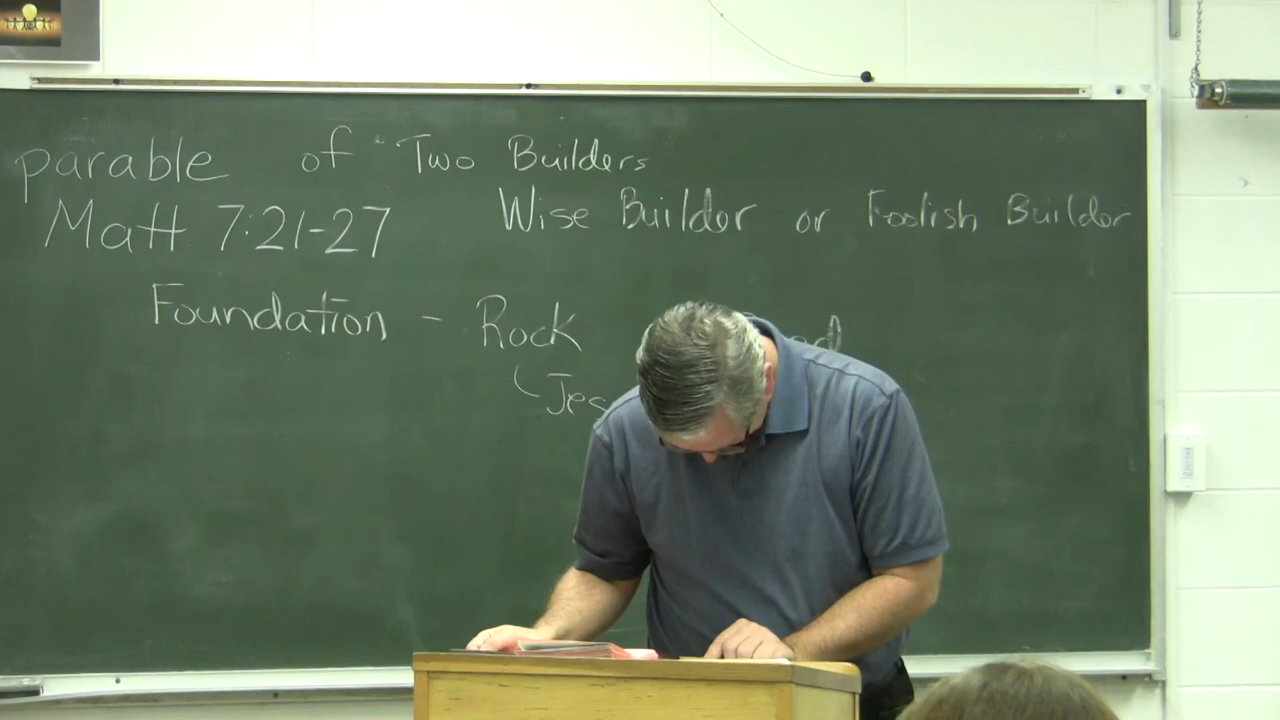 parable of Two Builders
Matt 7:21-27 Wise Builder or Foolish Builder
Foundation - Rock